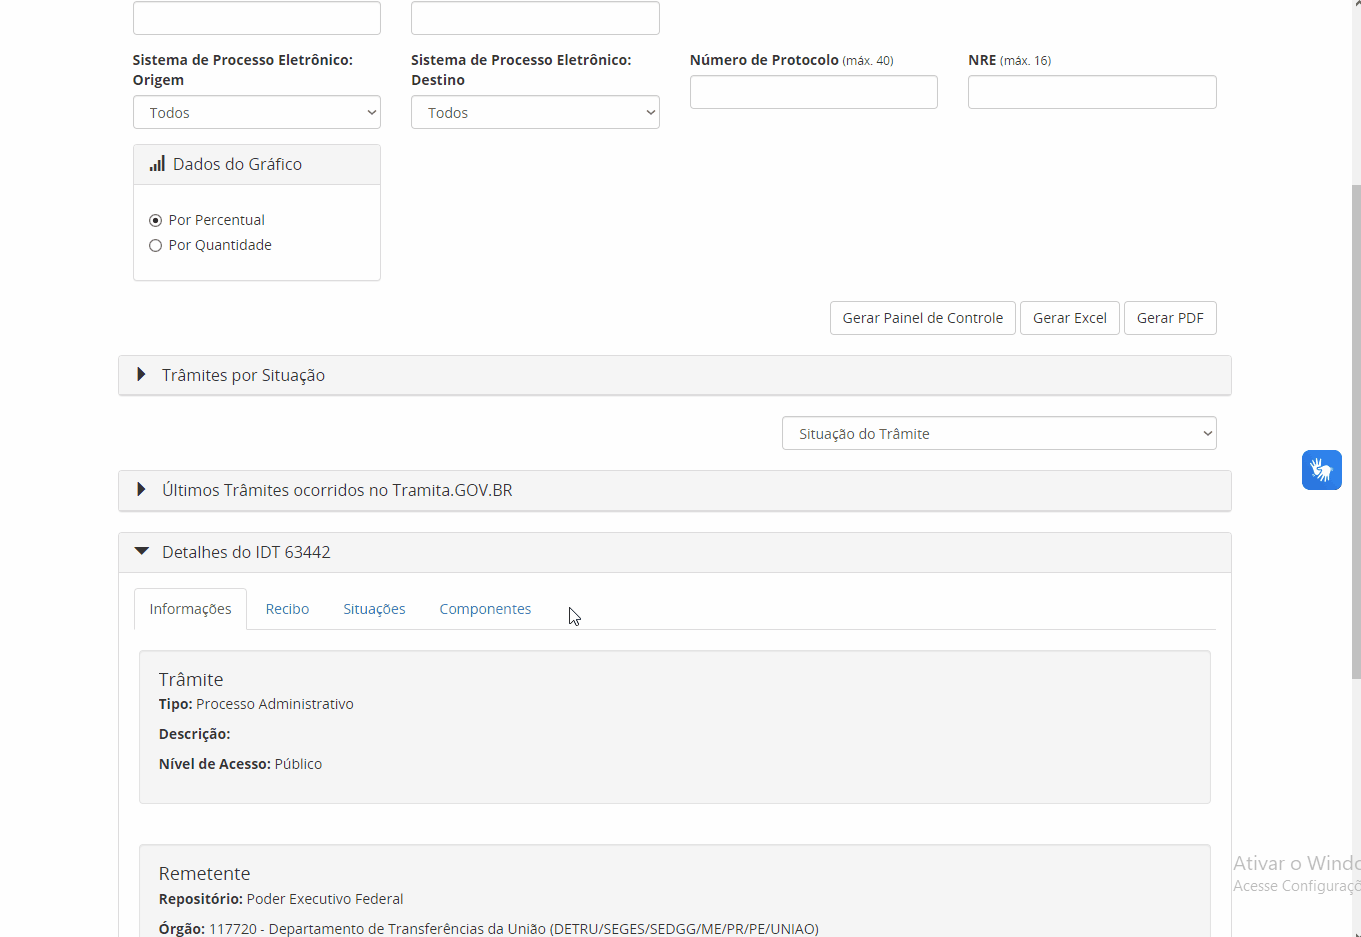 Sistema de Processo Eletrônico: Origem
Sistema de Processo Eletrônico: Destino
Número de Protocolo (máx. 40)
NRE (máx. 16)
Todos
Todos
Dados do Gráfico
Por Percentual
Por Quantidade
Gerar Painel de Controle
Gerar Excel
Gerar PDF
Trâmites por Situação
Situação do Trâmite
Últimos Trâmites ocorridos no Tramita.GOV.BR
Detalhes do IDT 63442
Informações
Recibo
Situações
Componentes
Trâmite
Tipo: Processo Administrativo
Descrição:
Nível de Acesso: Público
Remetente
Repositório: Poder Executivo Federal
Órgão: 117720 - Departamento de Transferências da União (DETRU/SEGES/SEDGG/ME/PR/PE/UNIAO)
Ativar o Windo
Acesse Configuraçõ